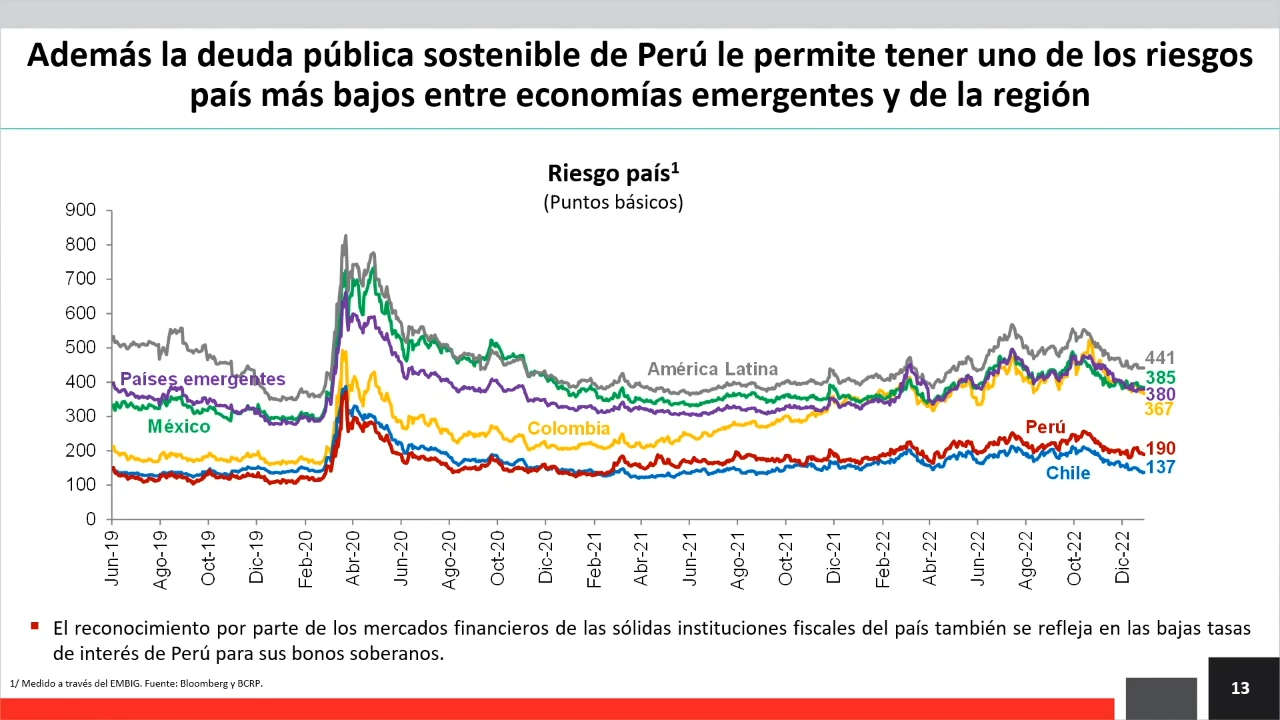 Además la deuda pública sostenible de Perú le permite tener uno de los riesgos
país más bajos entre economías emergentes y de la región
Riesgo país¹
(Puntos básicos)
900
800
700
600
500
400
300
200
100
0
América Latina
Países emergentes
México
Colombia
Perú
Chile
441
385
380
367
190
137
Jun-19
Ago-19
Oct-19
Dic-19
Feb-20
Abr-20
Jun-20
Ago-20
Oct-20
Dic-20
Feb-21
Abr-21
Jun-21
Ago-21
Oct-21
Dic-21
Feb-22
Abr-22
Jun-22
Ago-22
Oct-22
Dic-22
El reconocimiento por parte de los mercados financieros de las sólidas instituciones fiscales del país también se refleja en las bajas tasas
de interés de Perú para sus bonos soberanos.
1/ Medido a través del EMBIG. Fuente: Bloomberg y BCRP.
13